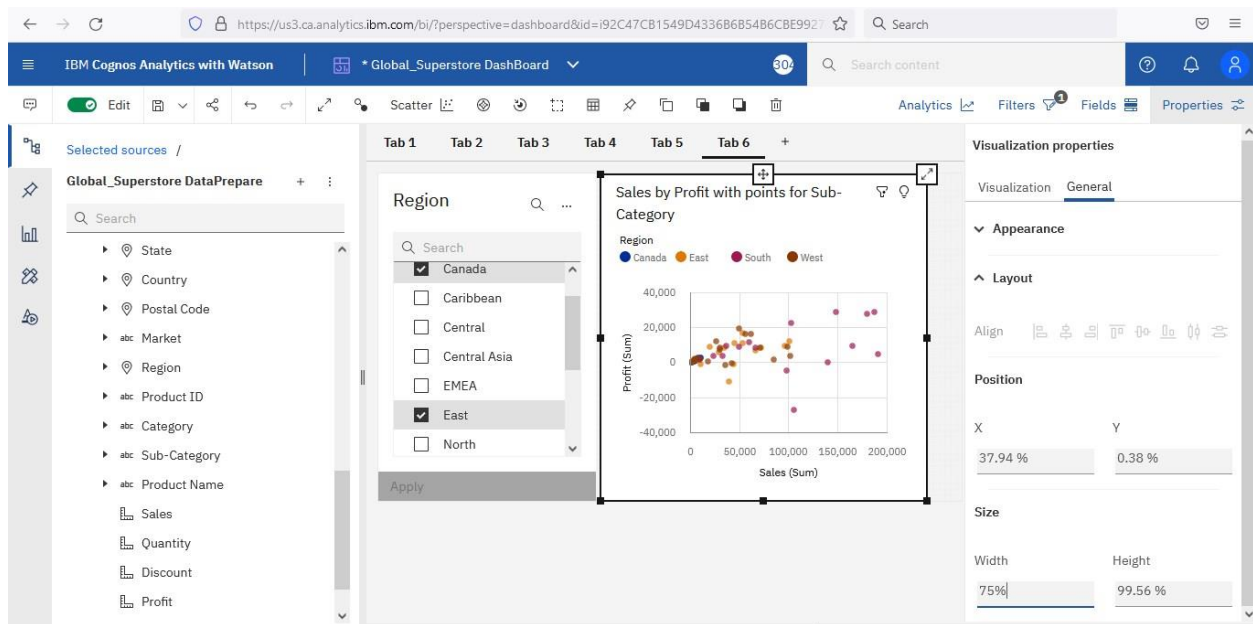 https://us3.ca.analytics.ibm.com/bi/?perspective=dashboard&id=i92C47CB1549D4336B6B54B6CBE9927
Search
IBM Cognos Analytics with Watson
* Global_Superstore DashBoard
304
Search content
Edit
Scatter
Analytics
Filters
1
Fields
Properties
Selected sources /
Global_Superstore DataPrepare
Search
State
Country
Postal Code
abc Market
Region
abc Product ID
abc Category
abc Sub-Category
abc Product Name
Sales
Quantity
Discount
Profit
Tab 1 Tab 2 Tab 3 Tab 4 Tab 5 Tab 6 +
Region
Search
Canada
Caribbean
Central
Central Asia
EMEA
East
North
Apply
Sales by Profit with points for Sub-
Category
Region
Canada East South West
40,000
20,000
0
-20,000
-40,000
Profit (Sum)
0 50,000 100,000 150,000 200,000
Sales (Sum)
Visualization properties
Visualization General
Appearance
Layout
Align
Position
X Y
37.94 % 0.38 %
Size
Width Height
75% 99.56 %